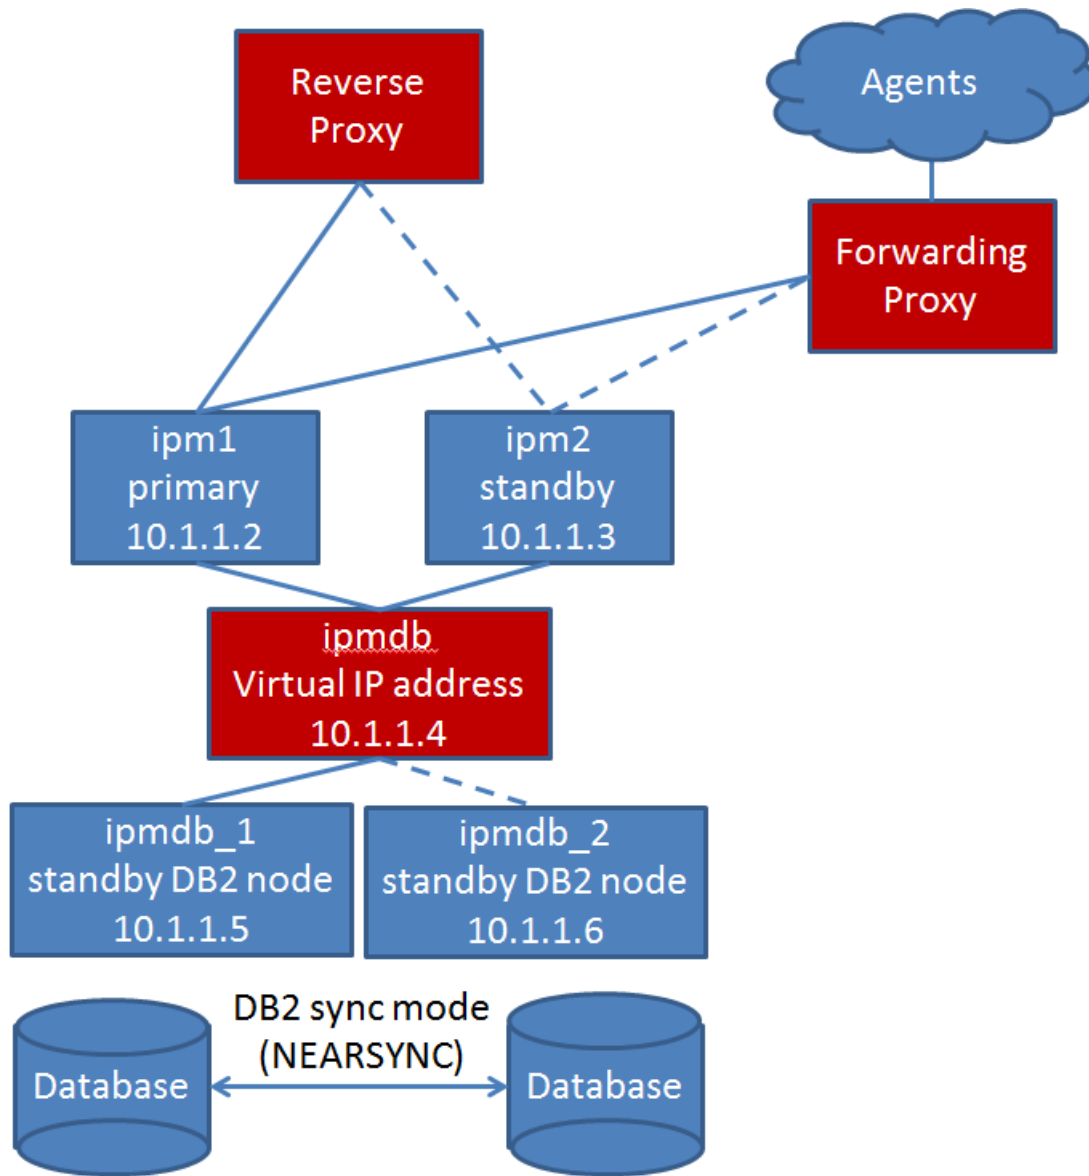 Reverse
Proxy
Agents
Forwarding
Proxy
ipm1
primary
10.1.1.2
ipm2
standby
10.1.1.3
ipmdb
Virtual IP address
10.1.1.4
ipmdb_1
standby DB2 node
10.1.1.5
ipmdb_2
standby DB2 node
10.1.1.6
DB2 sync mode
(NEARSYNC)
Database
Database